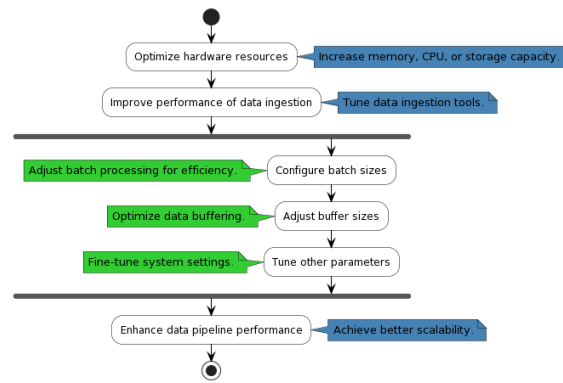 Optimize hardware resources
Increase memory, CPU, or storage capacity.
Improve performance of data ingestion
Tune data ingestion tools.
Adjust batch processing for efficiency.
Configure batch sizes
Optimize data buffering.
Adjust buffer sizes
Fine-tune system settings.
Tune other parameters
Enhance data pipeline performance
Achieve better scalability.